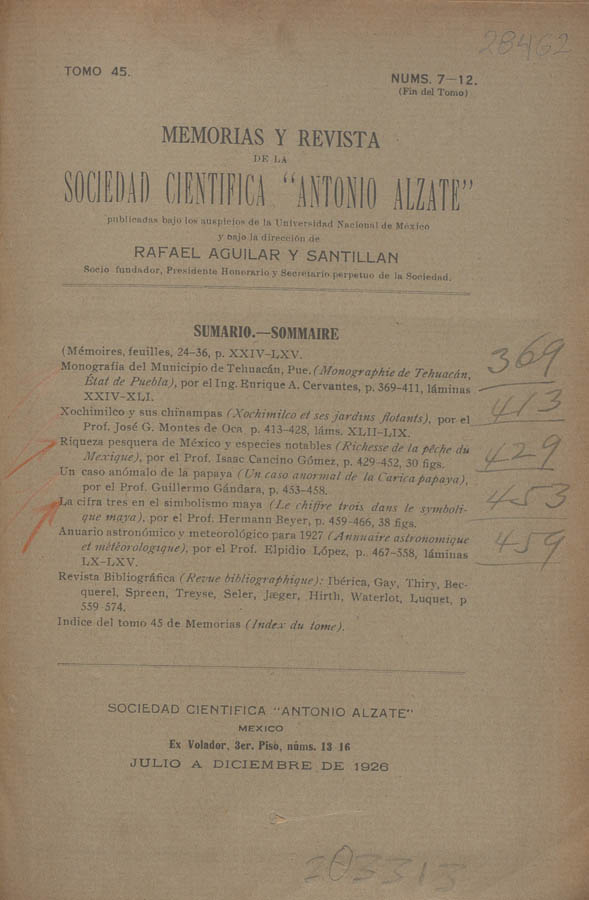 28462
TOMO 45.
NUMS. 7-12.
(Fin del Tomo)
MEMORIAS Y REVISTA
DE LA
SOCIEDAD CIENTIFICA "ANTONIO ALZATE"
publicadas bajo los auspicios de la Universidad Nacional de México
y bajo la dirección de
RAFAEL AGUILAR Y SANTILLAN
Socio fundador, Presidente Honorario y Secretario perpetuo de la Sociedad.
SUMARIO.—SOMMAIRE
(Mémoires, feuilles, 24-36, p. XXIV-LXV.
Monografía del Municipio de Tehuacán, Pue. (Monographie de Tehuacán,
État de Puebla), por el Ing. Enrique A. Cervantes, p. 369-411, láminas
XXIV-XLI.
Xochimilco y sus chinampas (Xochimilco et ses jardins flotants), por el
Prof. José G. Montes de Oca, p. 413-428, láms. XLII-LIX.
Riqueza pesquera de México y especies notables (Richesse de la pêche du
Mexique), por el Prof. Isaac Cancino Gómez, p. 429-452, 30 figs.
Un caso anómalo de la papaya (Un caso anormal de la Carica papaya),
por el Prof. Guillermo Gándara, p. 453-458.
La cifra tres en el simbolismo maya (Le chiffre trois dans le symboli-
que maya), por el Prof. Hermann Beyer, p. 459-466, 38 figs.
Anuario astronómico y meteorológico para 1927 (Annuaire astronomique
et météorologique), por el Prof. Elpidio López, p. 467-558, láminas
LX-LXV.
Revista Bibliográfica (Revue bibliographique): Ibérica, Gay, Thiry, Bec-
querel, Spreen, Treyse, Seler, Jæger, Hirth, Waterlot, Luquet, p
559-574.
Indice del tomo 45 de Memorias (Index du tome).
369
413
429
453
459
SOCIEDAD CIENTIFICA "ANTONIO ALZATE"
MEXICO
Ex Volador, 3er. Piso, núms. 13-16
JULIO A DICIEMBRE DE 1926
203313